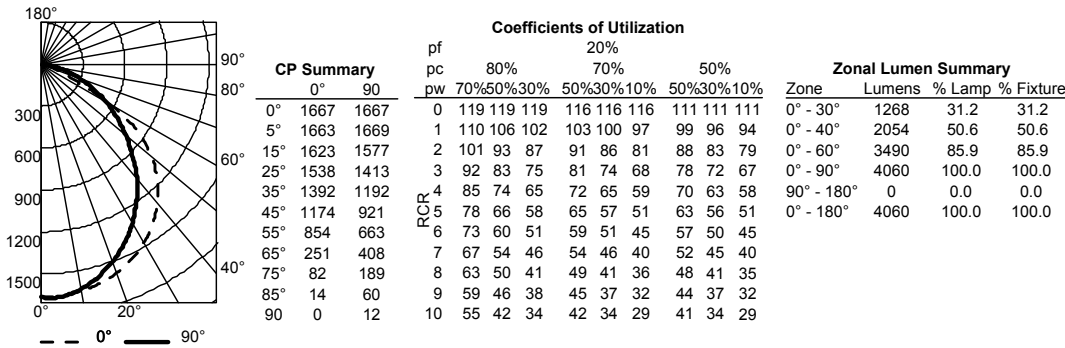 180°
90°
80°
60°
40°
300
600
900
1200
1500
0° 20°
0° 90°
CP Summary
0° 90
0° 1667 1667
5° 1663 1669
15° 1623 1577
25° 1538 1413
35° 1392 1192
45° 1174 921
55° 854 663
65° 251 408
75° 82 189
85° 14 60
90 0 12
Coefficients of Utilization
pf 20%
pc 80% 70% 50%
pw 70%50%30% 50%30%10% 50%30%10%
RCR
0 119 119 119 116 116 116 111 111 111
1 110 106 102 103 100 97 99 96 94
2 101 93 87 91 86 81 88 83 79
3 92 83 75 81 74 68 78 72 67
4 85 74 65 72 65 59 70 63 58
5 78 66 58 65 57 51 63 56 51
6 73 60 51 59 51 45 57 50 45
7 67 54 46 54 46 40 52 45 40
8 63 50 41 49 41 36 48 41 35
9 59 46 38 45 37 32 44 37 32
10 55 42 34 42 34 29 41 34 29
Zonal Lumen Summary
Zone Lumens % Lamp % Fixture
0° - 30° 1268 31.2 31.2
0° - 40° 2054 50.6 50.6
0° - 60° 3490 85.9 85.9
0° - 90° 4060 100.0 100.0
90° - 180° 0 0.0 0.0
0° - 180° 4060 100.0 100.0